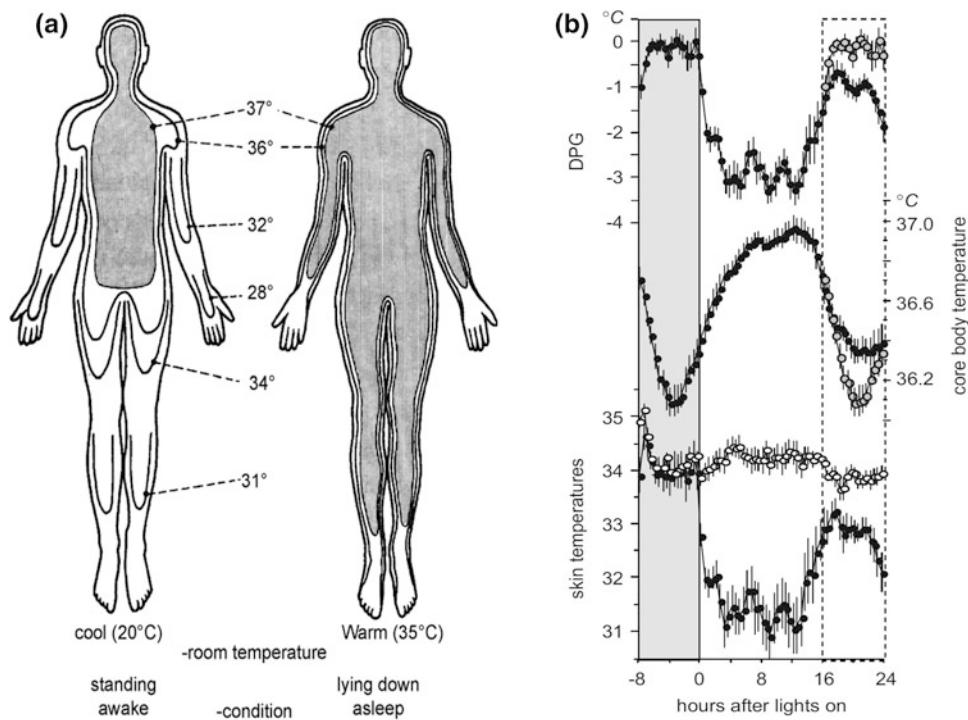 (a)
37°
36°
32°
28°
34°
31°
cool (20°C)
Warm (35°C)
-room temperature
standing
awake
-condition
lying down
asleep
(b)
°C
0
-1
-2
-3
-4
DPG
°C
37.0
36.6
36.2
core body temperature
35
34
33
32
31
skin temperatures
-8
0
8
16
24
hours after lights on